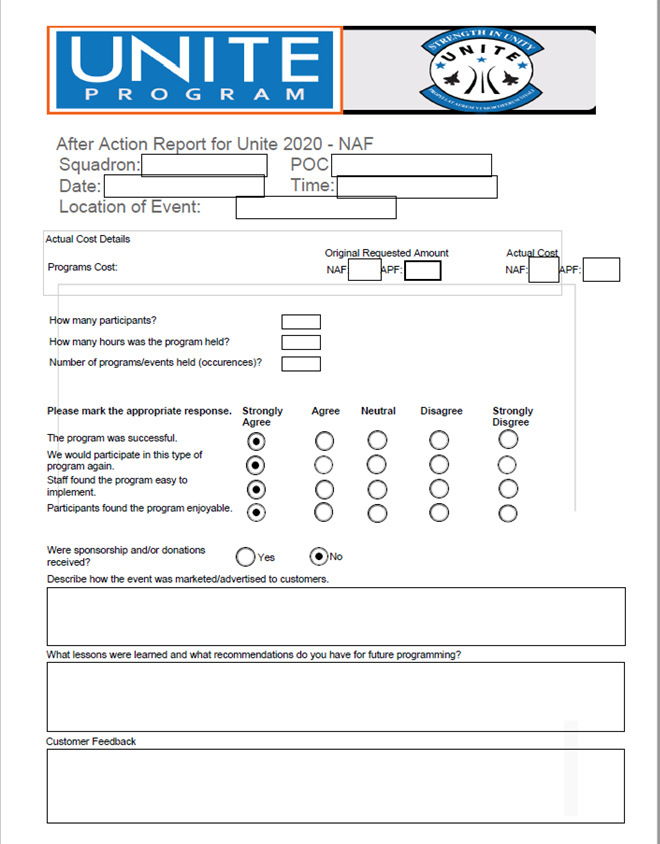 UNITE
PROGRAM
STRENGTH IN UNITY
UNITE
After Action Report for Unite 2020 - NAF
Squadron: POC
Date: Time:
Location of Event:
Actual Cost Details
Original Requested Amount Actual Cost
Programs Cost: NAF APF: NAF: APF:
How many participants?
How many hours was the program held?
Number of programs/events held (occurences)?
Please mark the appropriate response. Strongly Agree Neutral Disagree Strongly
Agree Disgree
The program was successful.
We would participate in this type of
program again.
Staff found the program easy to
implement.
Participants found the program enjoyable.
Were sponsorship and/or donations
received? Yes No
Describe how the event was marketed/advertised to customers.
What lessons were learned and what recommendations do you have for future programming?
Customer Feedback